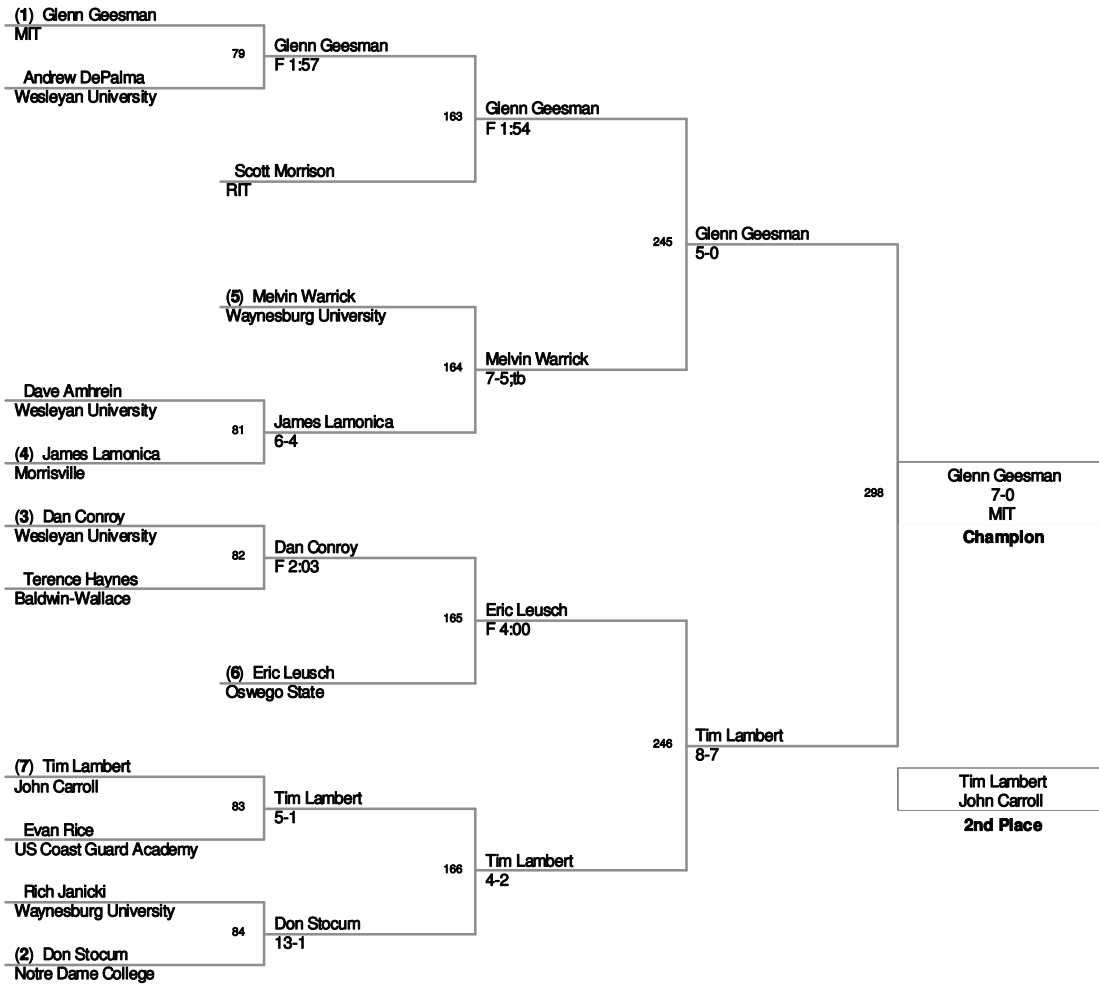 (1) Glenn Geesman
MIT
79
Glenn Geesman
F 1:57
Andrew DePalma
Wesleyan University
163
Glenn Geesman
F 1:54
Scott Morrison
RIT
245
Glenn Geesman
5-0
(5) Melvin Warrick
Waynesburg University
164
Melvin Warrick
7-5;tb
Dave Amhrein
Wesleyan University
81
James Lamonica
6-4
(4) James Lamonica
Morrisville
298
Glenn Geesman
7-0
MIT
Champion
(3) Dan Conroy
Wesleyan University
82
Dan Conroy
F 2:03
Terence Haynes
Baldwin-Wallace
165
Eric Leusch
F 4:00
(6) Eric Leusch
Oswego State
246
Tim Lambert
8-7
(7) Tim Lambert
John Carroll
83
Tim Lambert
5-1
Evan Rice
US Coast Guard Academy
166
Tim Lambert
4-2
Rich Janicki
Waynesburg University
84
Don Stocum
13-1
(2) Don Stocum
Notre Dame College
Tim Lambert
John Carroll
2nd Place